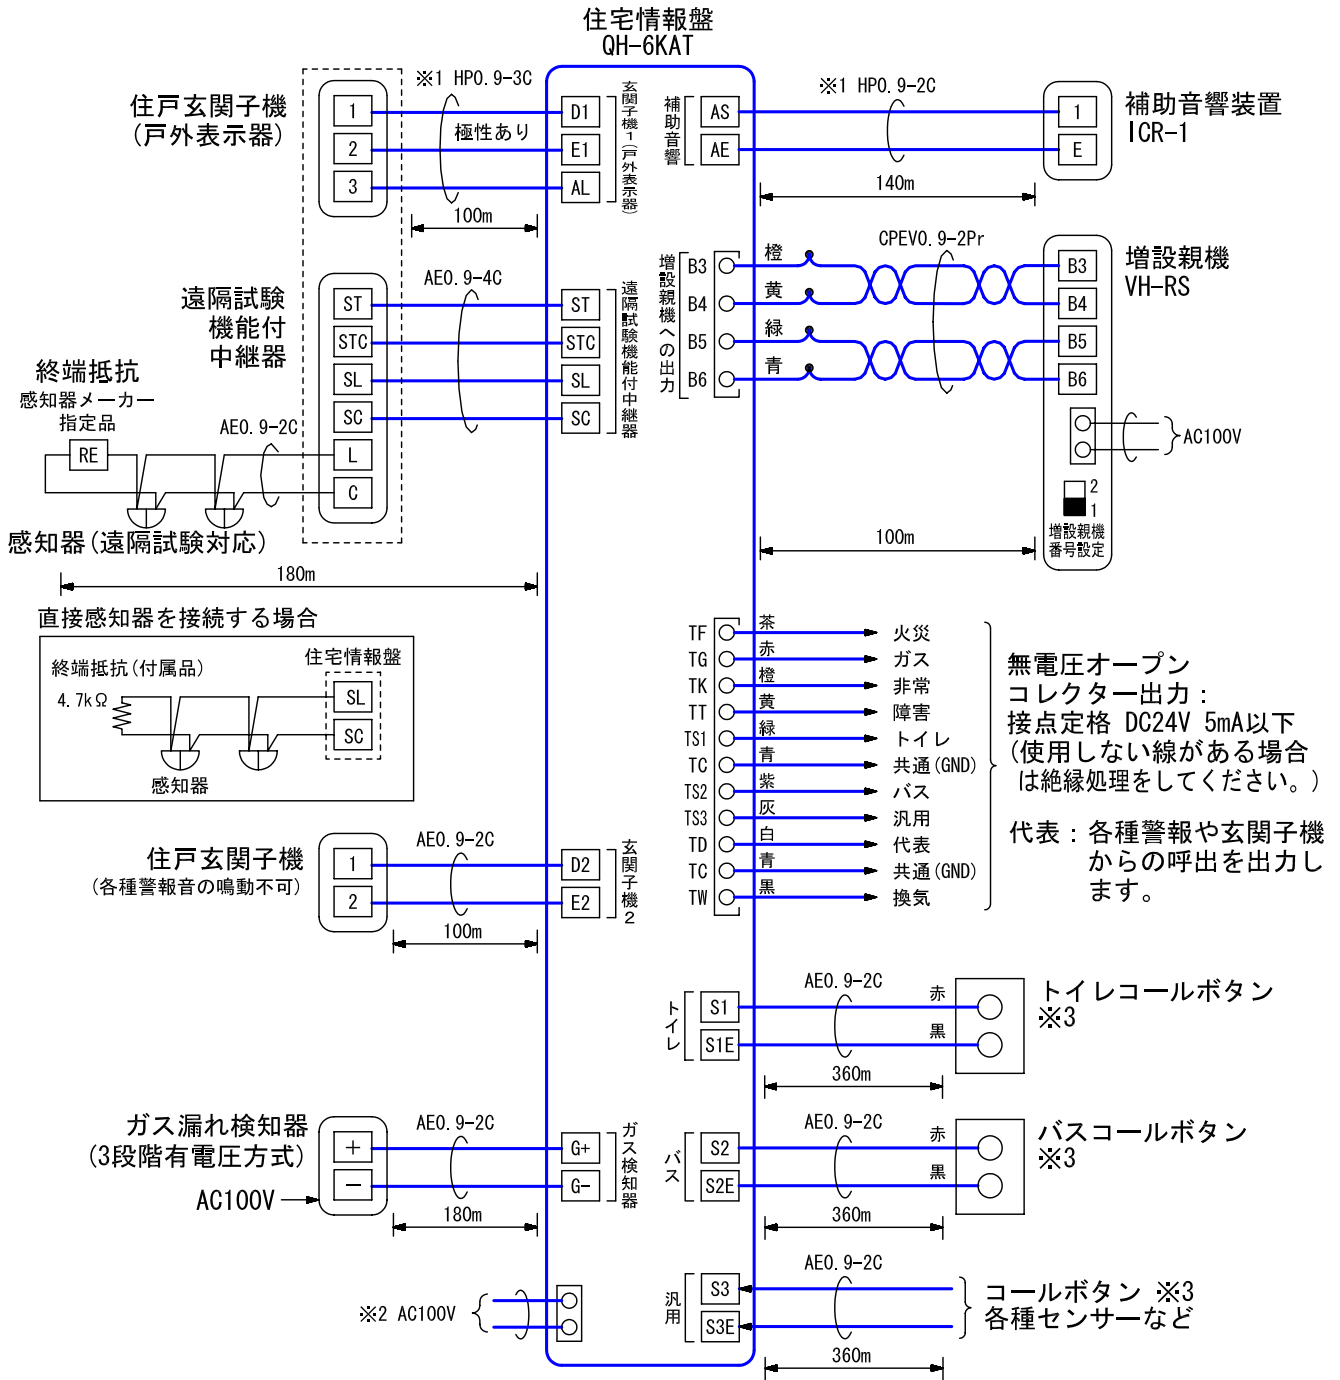 住宅情報盤
QH-6KAT
住戸玄関子機
(戸外表示器)
1
2
3
※1 HP0.9-3C
極性あり
100m
D1
E1
AL
玄関子機1(戸外表示器)
補助音響
AS
AE
※1 HP0.9-2C
140m
1
E
補助音響装置
ICR-1
遠隔試験
機能付
中継器
ST
STC
SL
SC
L
C
AE0.9-4C
ST
STC
SL
SC
遠隔試験機能付中継器
終端抵抗
感知器メーカー
指定品
RE
AE0.9-2C
感知器(遠隔試験対応)
180m
増設親機への出力
B3
B4
B5
B6
橙
黄
緑
青
CPEV0.9-2Pr
100m
B3
B4
B5
B6
増設親機
VH-RS
AC100V
2
1
増設親機
番号設定
直接感知器を接続する場合
終端抵抗(付属品)
4.7kΩ
住宅情報盤
SL
SC
感知器
TF 茶 火災
TG 赤 ガス
TK 橙 非常
TT 黄 障害
TS1 緑 トイレ
TC 青 共通(GND)
TS2 紫 バス
TS3 灰 汎用
TD 白 代表
TC 青 共通(GND)
TW 黒 換気
無電圧オープン
コレクター出力:
接点定格 DC24V 5mA以下
(使用しない線がある場合
は絶縁処理をしてください。)
代表:各種警報や玄関子機
からの呼出を出力し
ます。
住戸玄関子機
(各種警報音の鳴動不可)
1
2
AE0.9-2C
100m
D2
E2
玄関子機2
トイレ
S1
S1E
AE0.9-2C
赤
黒
360m
トイレコールボタン
※3
ガス漏れ検知器
(3段階有電圧方式)
AC100V
+
−
AE0.9-2C
180m
G+
G−
ガス検知器
バス
S2
S2E
AE0.9-2C
赤
黒
360m
バスコールボタン
※3
※2 AC100V
汎用
S3
S3E
AE0.9-2C
360m
コールボタン ※3
各種センサーなど